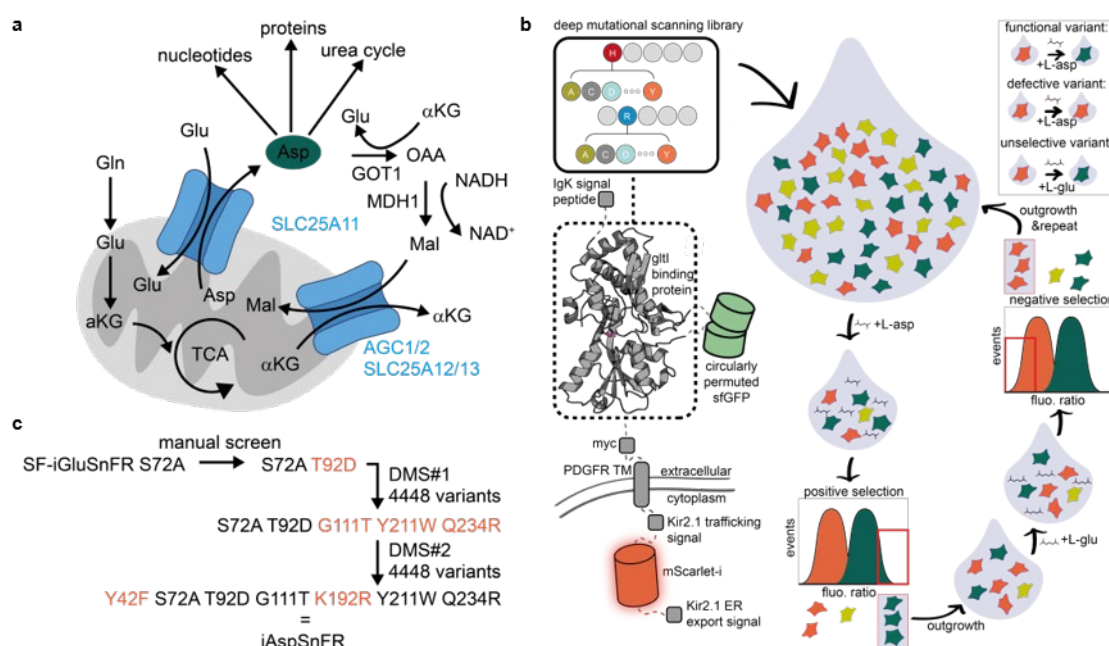 a
proteins
nucleotides
urea cycle
Glu
αKG
Glu
Asp
OAA
GOT1
Gln
NADH
MDH1
SLC25A11
NAD⁺
Glu
Mal
Glu
Asp
Mal
aKG
αKG
TCA
αKG
AGC1/2
SLC25A12/13
c
manual screen
SF-iGluSnFR S72A
S72A T92D
DMS#1
4448 variants
S72A T92D G111T Y211W Q234R
DMS#2
4448 variants
Y42F S72A T92D G111T K192R Y211W Q234R
=
iAspSnFR
b
deep mutational scanning library
H
A C D Y
R
A C D Y
IgK signal
peptide
gltI
binding
protein
circularly
permuted
sfGFP
myc
PDGFR TM
extracellular
cytoplasm
Kir2.1 trafficking
signal
mScarlet-i
Kir2.1 ER
export signal
+L-asp
positive selection
events
fluo. ratio
outgrowth
+L-glu
negative selection
events
fluo. ratio
outgrowth
&repeat
functional variant:
+L-asp
defective variant:
+L-asp
unselective variant:
+L-glu